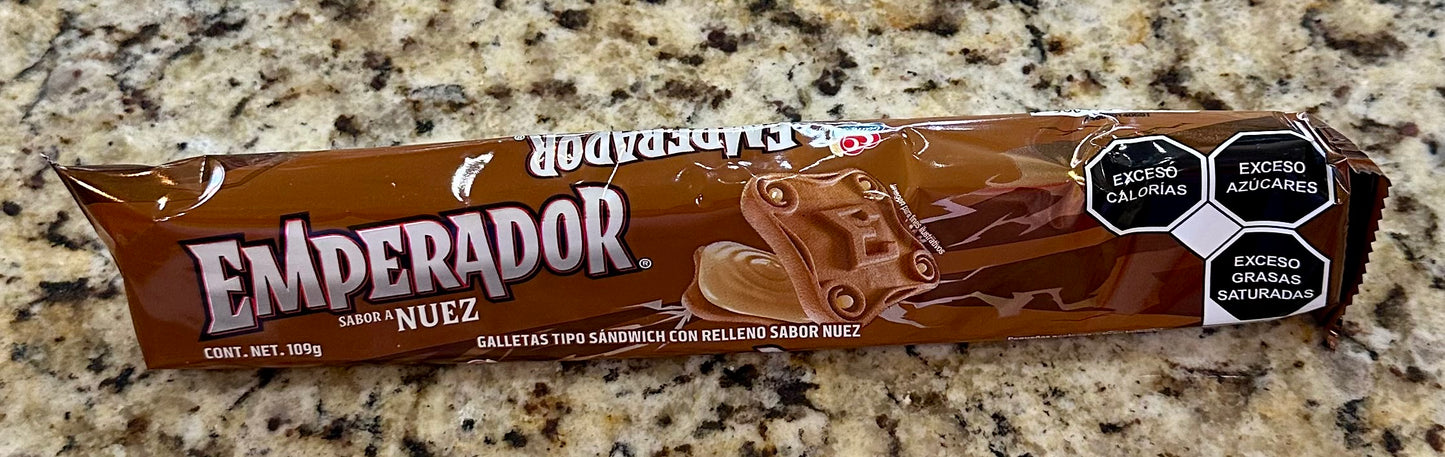 EMPERADOR
EMPERADOR®
SABOR A NUEZ
CONT. NET. 109g
GALLETAS TIPO SÁNDWICH CON RELLENO SABOR NUEZ
EXCESO
CALORÍAS
EXCESO
AZÚCARES
EXCESO
GRASAS
SATURADAS